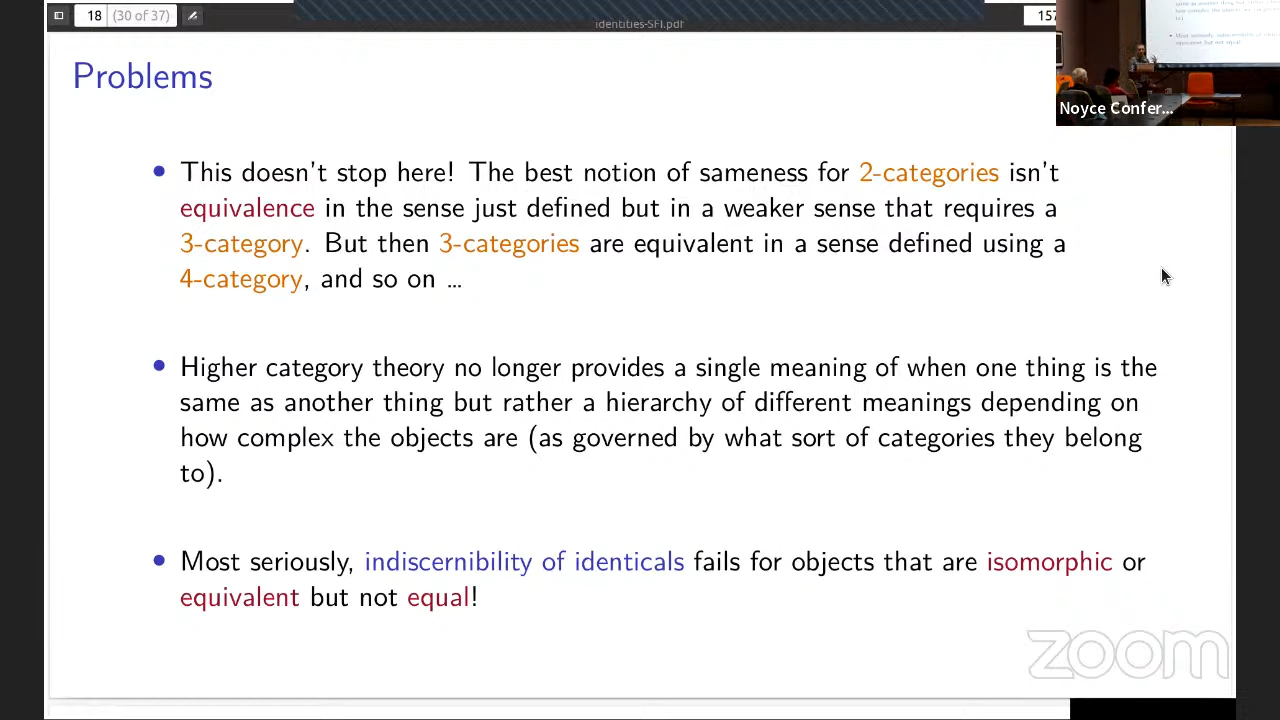 18 (30 of 37)
identities-SFI.pdf
157
Noyce Confer...
Problems
• This doesn't stop here! The best notion of sameness for 2-categories isn't
equivalence in the sense just defined but in a weaker sense that requires a
3-category. But then 3-categories are equivalent in a sense defined using a
4-category, and so on ...
• Higher category theory no longer provides a single meaning of when one thing is the
same as another thing but rather a hierarchy of different meanings depending on
how complex the objects are (as governed by what sort of categories they belong
to).
• Most seriously, indiscernibility of identicals fails for objects that are isomorphic or
equivalent but not equal!
zoom